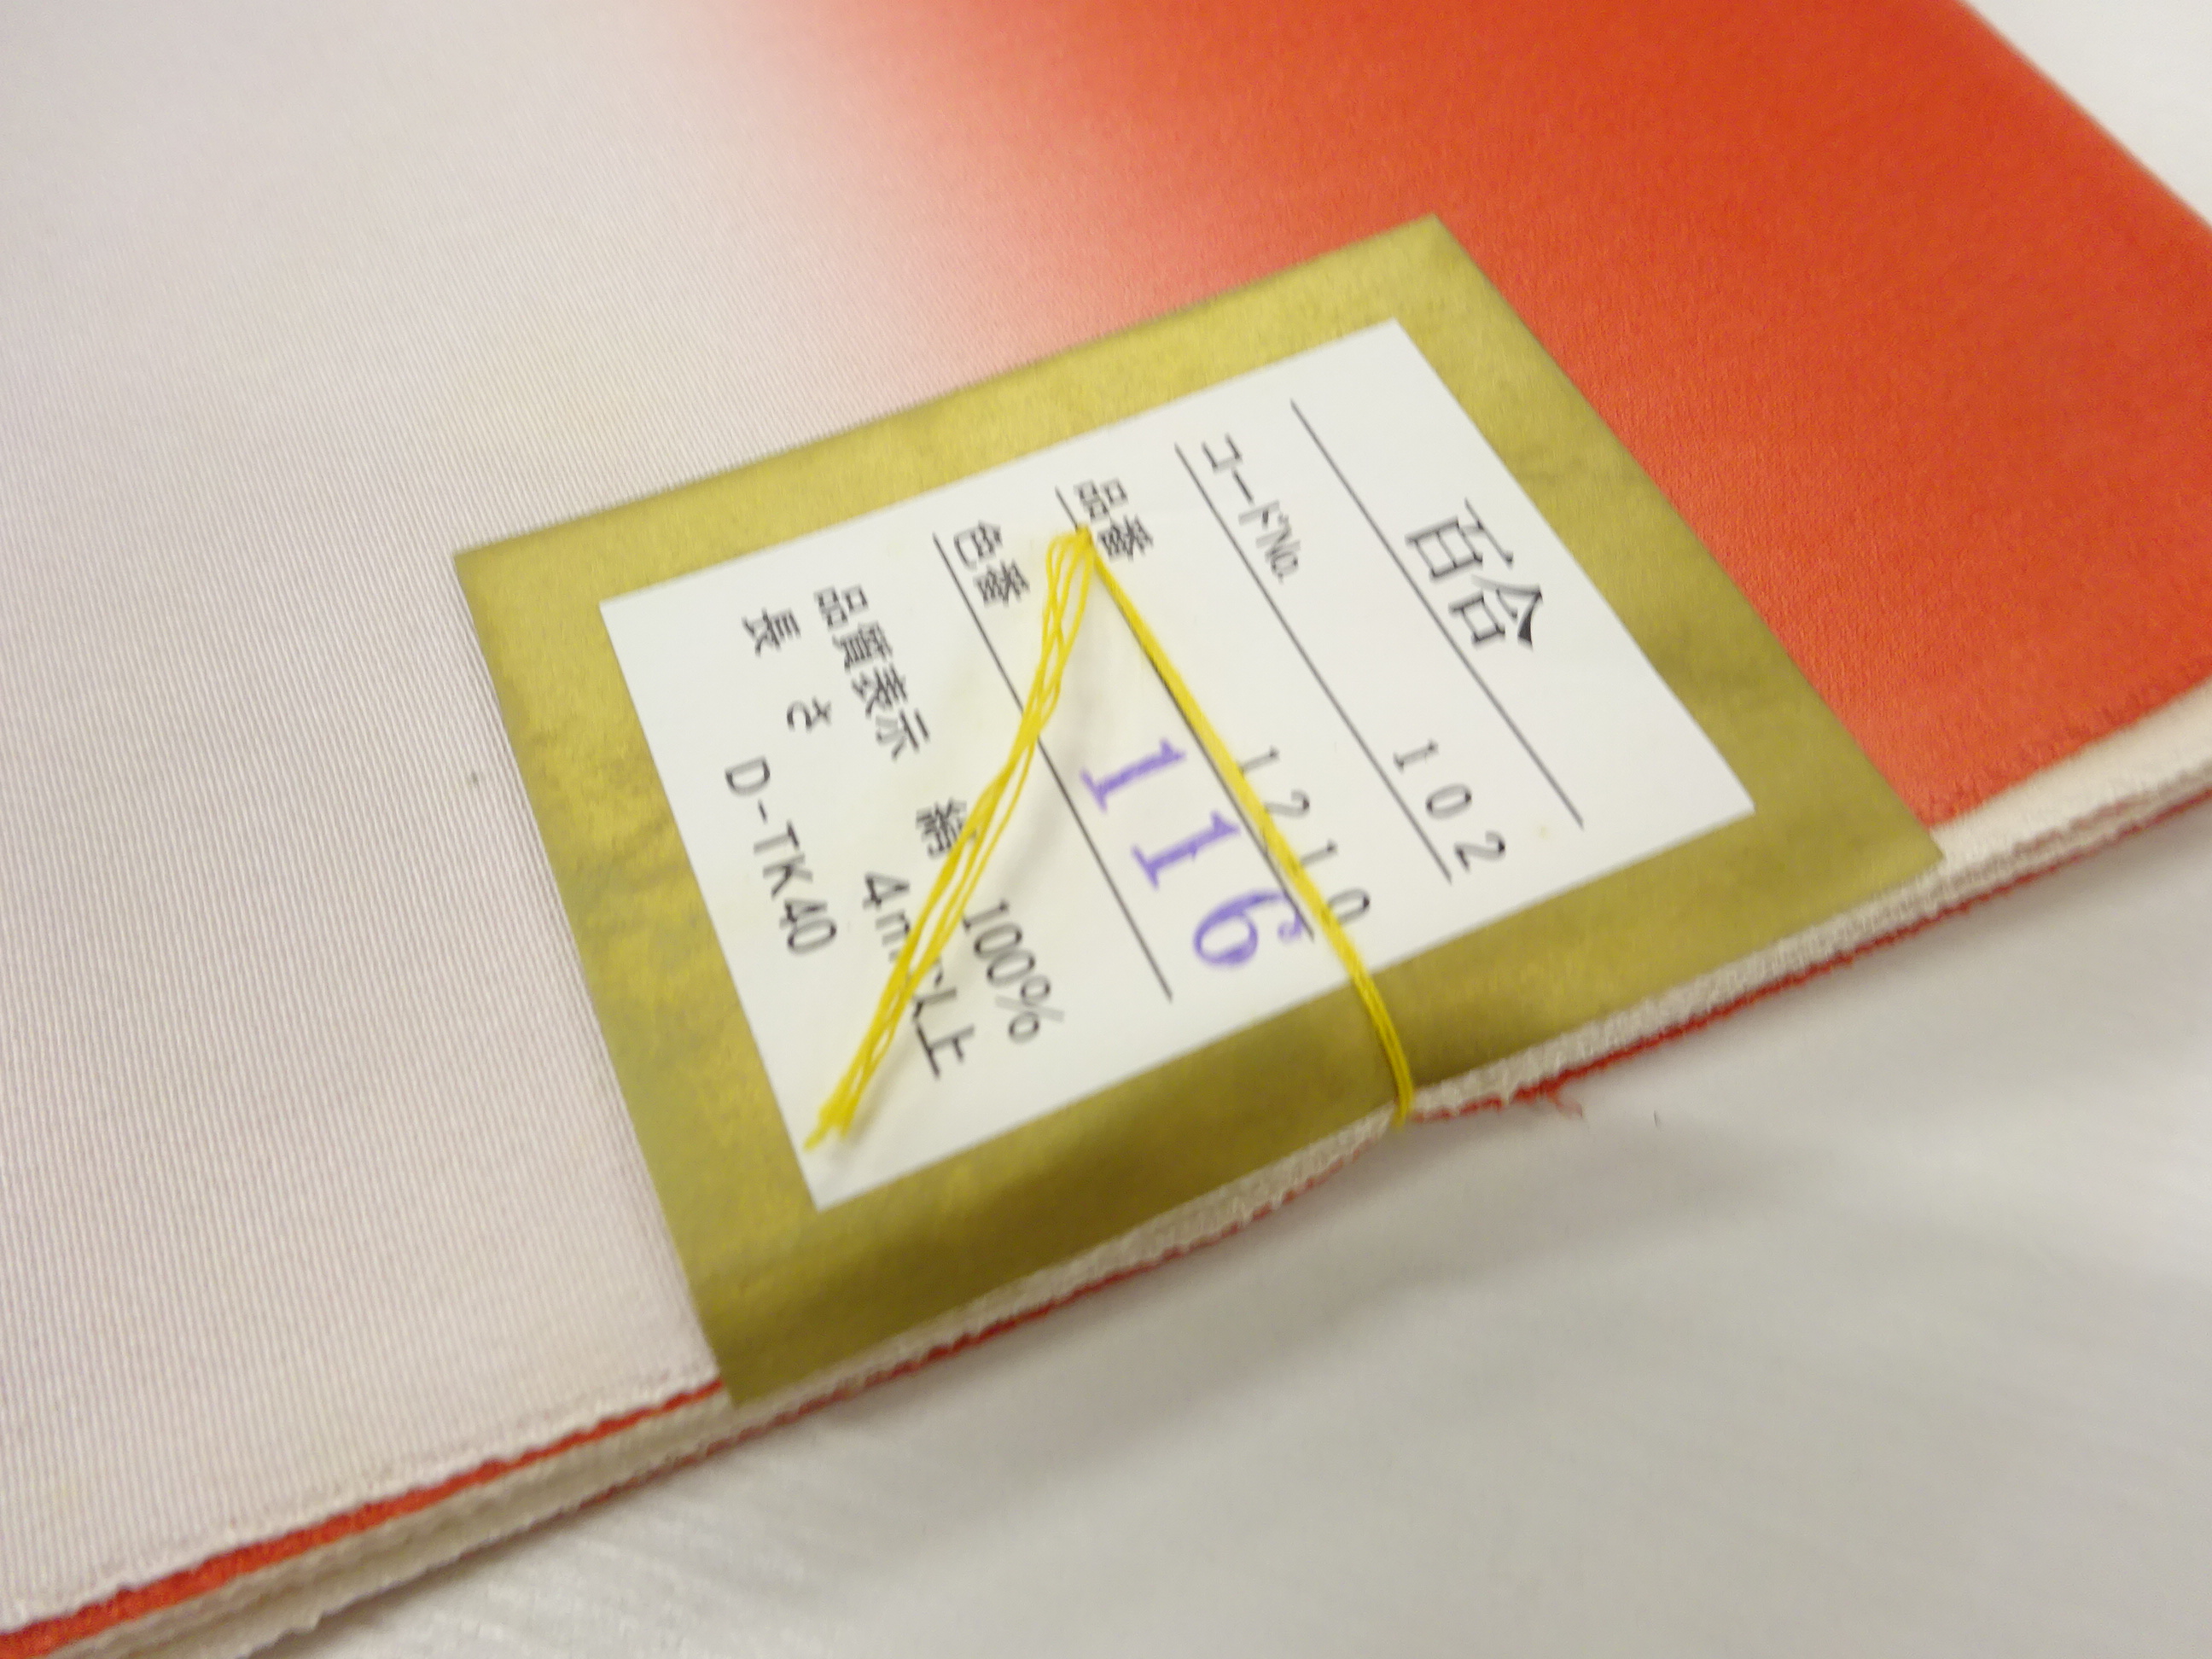 百合
コードNo. 102
品番 1210
色番 116
品質表示 絹 100%
長さ 4m以上
D-TK40